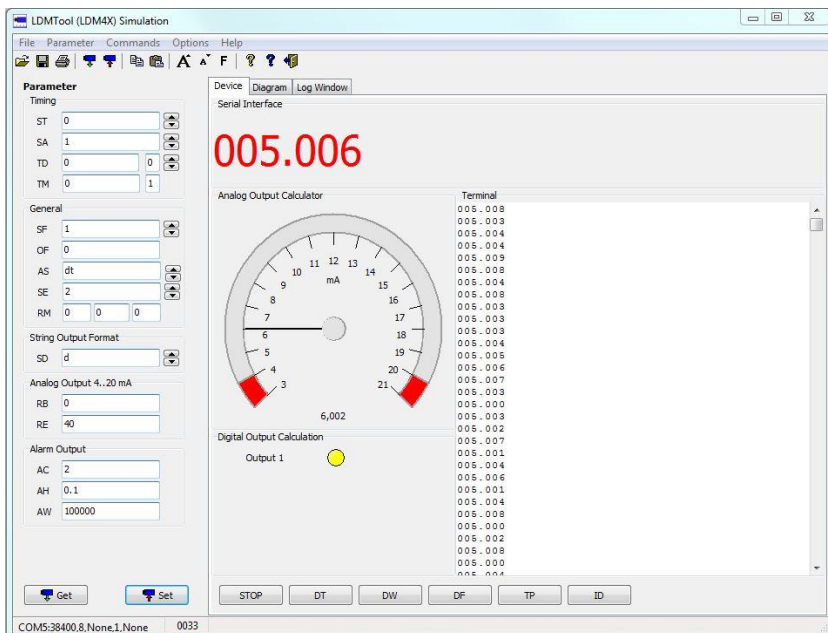 LDMTool (LDM4X) Simulation
File Parameter Commands Options Help
A A F ? ?
Parameter
Timing
ST 0
SA 1
TD 0 0
TM 0 1
General
SF 1
OF 0
AS dt
SE 2
RM 0 0 0
String Output Format
SD d
Analog Output 4..20 mA
RB 0
RE 40
Alarm Output
AC 2
AH 0.1
AW 100000
Get Set
Device Diagram Log Window
Serial Interface
005.006
Analog Output Calculator
3 4 5 6 7 8 9 10 11 12 13 14 15 16 17 18 19 20 21
mA
6,002
Digital Output Calculation
Output 1
Terminal
005.008
005.003
005.004
005.004
005.009
005.008
005.004
005.008
005.003
005.003
005.003
005.004
005.005
005.006
005.007
005.003
005.000
005.003
005.002
005.007
005.001
005.004
005.006
005.001
005.004
005.008
005.000
005.002
005.008
005.000
005.004
STOP DT DW DF TP ID
COM5:38400,8,None,1,None 0033